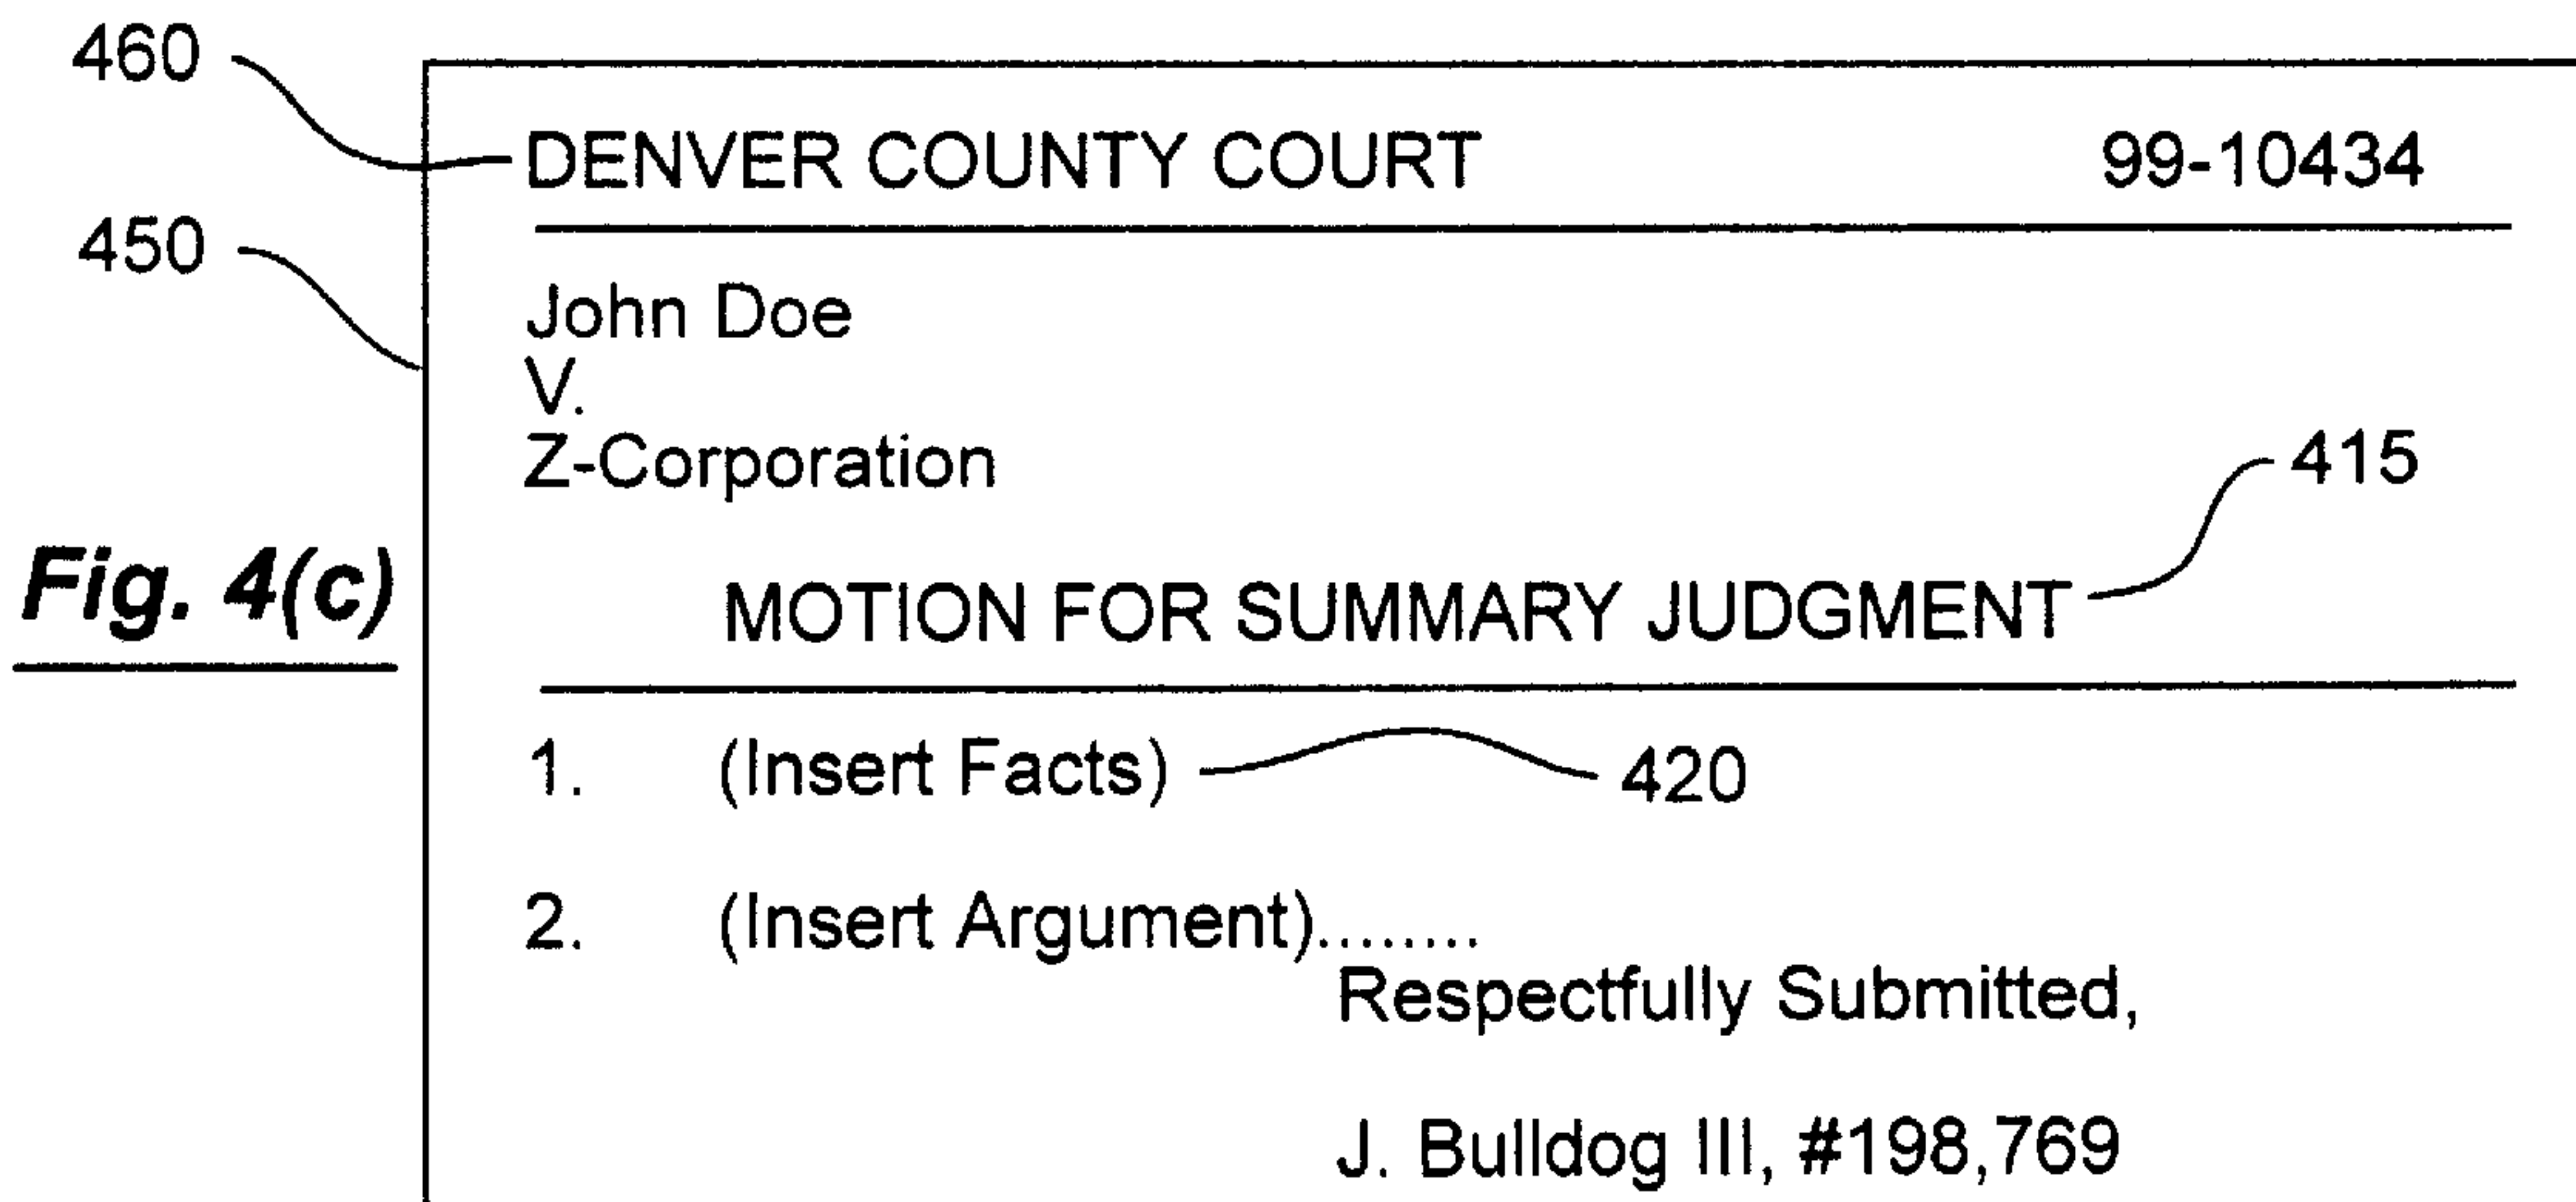 460
DENVER COUNTY COURT 99-10434
450
John Doe
V.
Z-Corporation
415
Fig. 4(c)
MOTION FOR SUMMARY JUDGMENT
1. (Insert Facts) 420
2. (Insert Argument)........
Respectfully Submitted,
J. Bulldog III, #198,769